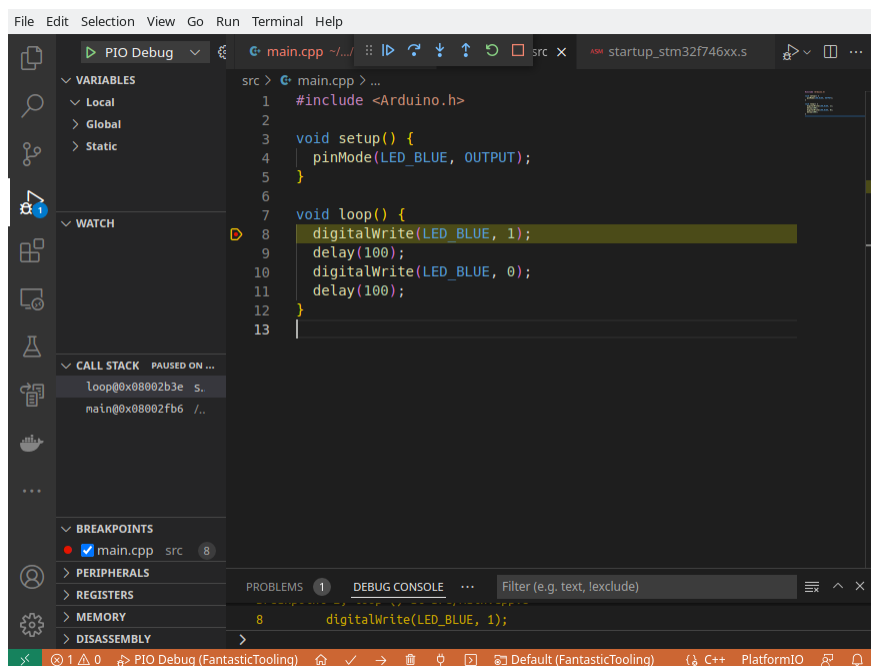 File Edit Selection View Go Run Terminal Help
PIO Debug
main.cpp ~/.../
src
startup_stm32f746xx.s
VARIABLES
Local
Global
Static
1
WATCH
CALL STACK PAUSED ON ...
loop@0x08002b3e s..
main@0x08002fb6 /..
BREAKPOINTS
main.cpp src 8
PERIPHERALS
REGISTERS
MEMORY
DISASSEMBLY
src > main.cpp > ...
1 #include <Arduino.h>
2
3 void setup() {
4 pinMode(LED_BLUE, OUTPUT);
5 }
6
7 void loop() {
8 digitalWrite(LED_BLUE, 1);
9 delay(100);
10 digitalWrite(LED_BLUE, 0);
11 delay(100);
12 }
13
PROBLEMS 1 DEBUG CONSOLE ... Filter (e.g. text, !exclude)
8 digitalWrite(LED_BLUE, 1);
>
1 0 PIO Debug (FantasticTooling) Default (FantasticTooling) C++ PlatformIO